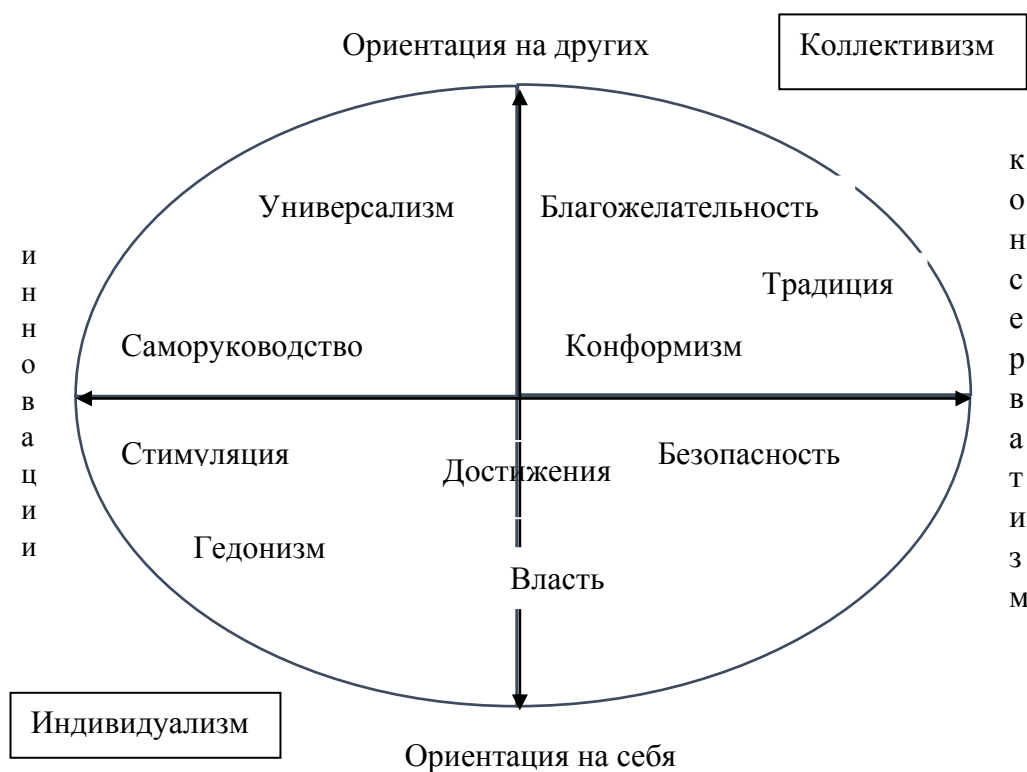 Ориентация на других
Коллективизм
консерватизм
Универсализм
Благожелательность
инновации
Традиция
Саморуководство
Конформизм
Стимуляция
Достижения
Безопасность
Гедонизм
Власть
Индивидуализм
Ориентация на себя